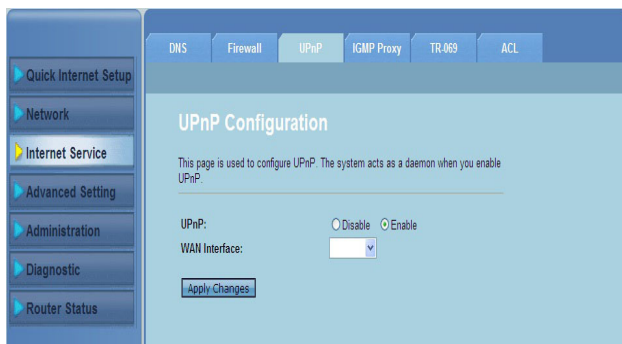 DNS Firewall UPnP IGMP Proxy TR-069 ACL
Quick Internet Setup
Network
Internet Service
Advanced Setting
Administration
Diagnostic
Router Status
UPnP Configuration
This page is used to configure UPnP. The system acts as a daemon when you enable
UPnP.
UPnP: Disable Enable
WAN Interface:
Apply Changes